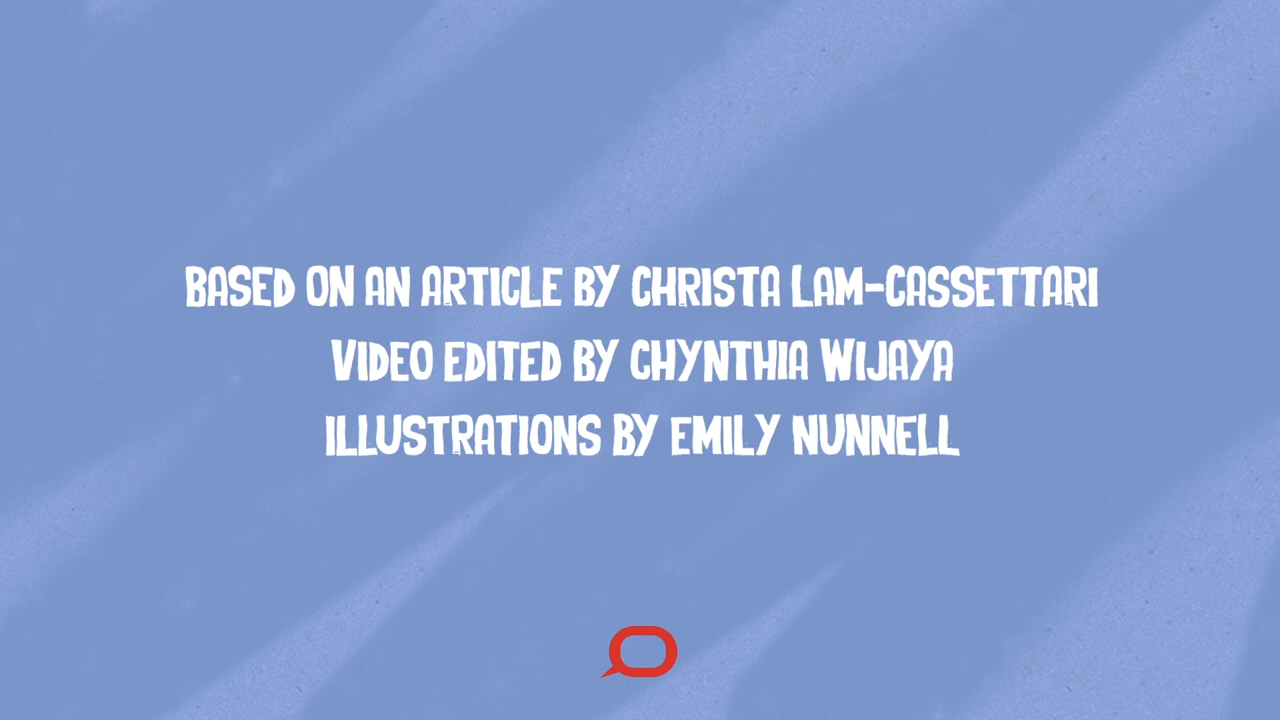 BASED ON AN ARTICLE BY CHRISTA LAM-CASSETTARI
VIDEO EDITED BY CHYNTHIA WIJAYA
ILLUSTRATIONS BY EMILY NUNNELL